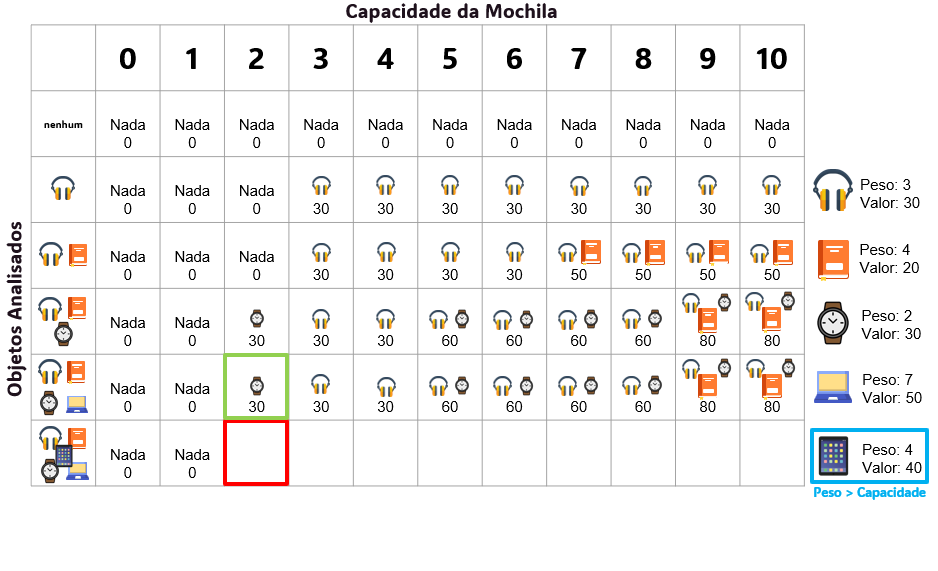 Capacidade da Mochila
0 1 2 3 4 5 6 7 8 9 10
Objetos Analisados
nenhum
Nada Nada Nada Nada Nada Nada Nada Nada Nada Nada Nada
0 0 0 0 0 0 0 0 0 0 0
Nada Nada Nada
0 0 0 30 30 30 30 30 30 30 30
Peso: 3
Valor: 30
Nada Nada Nada
0 0 0 30 30 30 30 50 50 50 50
Peso: 4
Valor: 20
Nada Nada
0 0 30 30 30 60 60 60 60 80 80
Peso: 2
Valor: 30
Nada Nada
0 0 30 30 30 60 60 60 60 80 80
Peso: 7
Valor: 50
Nada Nada
0 0
Peso: 4
Valor: 40
Peso > Capacidade